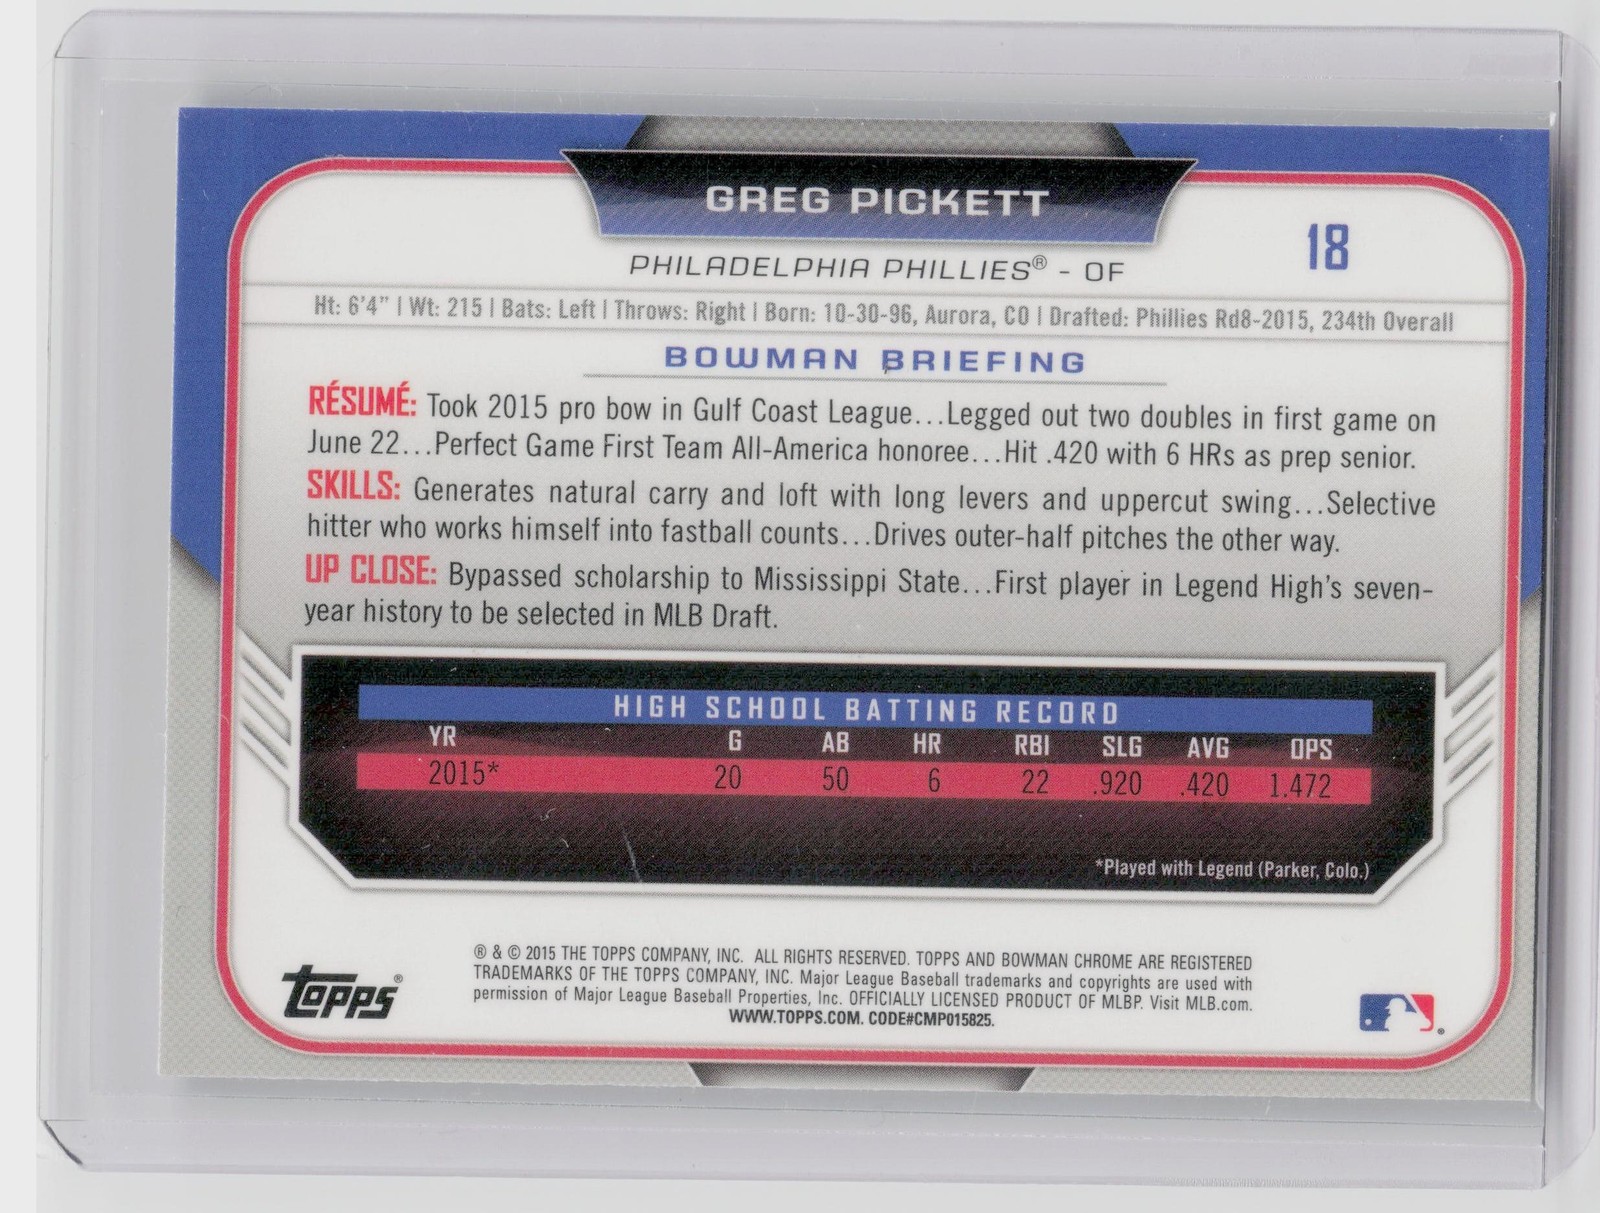 GREG PICKETT
18
PHILADELPHIA PHILLIES® - OF
Ht: 6'4" | Wt: 215 | Bats: Left | Throws: Right | Born: 10-30-96, Aurora, CO | Drafted: Phillies Rd8-2015, 234th Overall
BOWMAN BRIEFING
RÉSUMÉ: Took 2015 pro bow in Gulf Coast League...Legged out two doubles in first game on
June 22...Perfect Game First Team All-America honoree...Hit .420 with 6 HRs as prep senior.
SKILLS: Generates natural carry and loft with long levers and uppercut swing...Selective
hitter who works himself into fastball counts...Drives outer-half pitches the other way.
UP CLOSE: Bypassed scholarship to Mississippi State...First player in Legend High's seven-
year history to be selected in MLB Draft.
HIGH SCHOOL BATTING RECORD
YR G AB HR RBI SLG AVG OPS
2015* 20 50 6 22 .920 .420 1.472
*Played with Legend (Parker, Colo.)
® & © 2015 THE TOPPS COMPANY, INC. ALL RIGHTS RESERVED. TOPPS AND BOWMAN CHROME ARE REGISTERED
TRADEMARKS OF THE TOPPS COMPANY, INC. Major League Baseball trademarks and copyrights are used with
permission of Major League Baseball Properties, Inc. OFFICIALLY LICENSED PRODUCT OF MLBP. Visit MLB.com.
WWW.TOPPS.COM. CODE#CMP015825.
Topps®